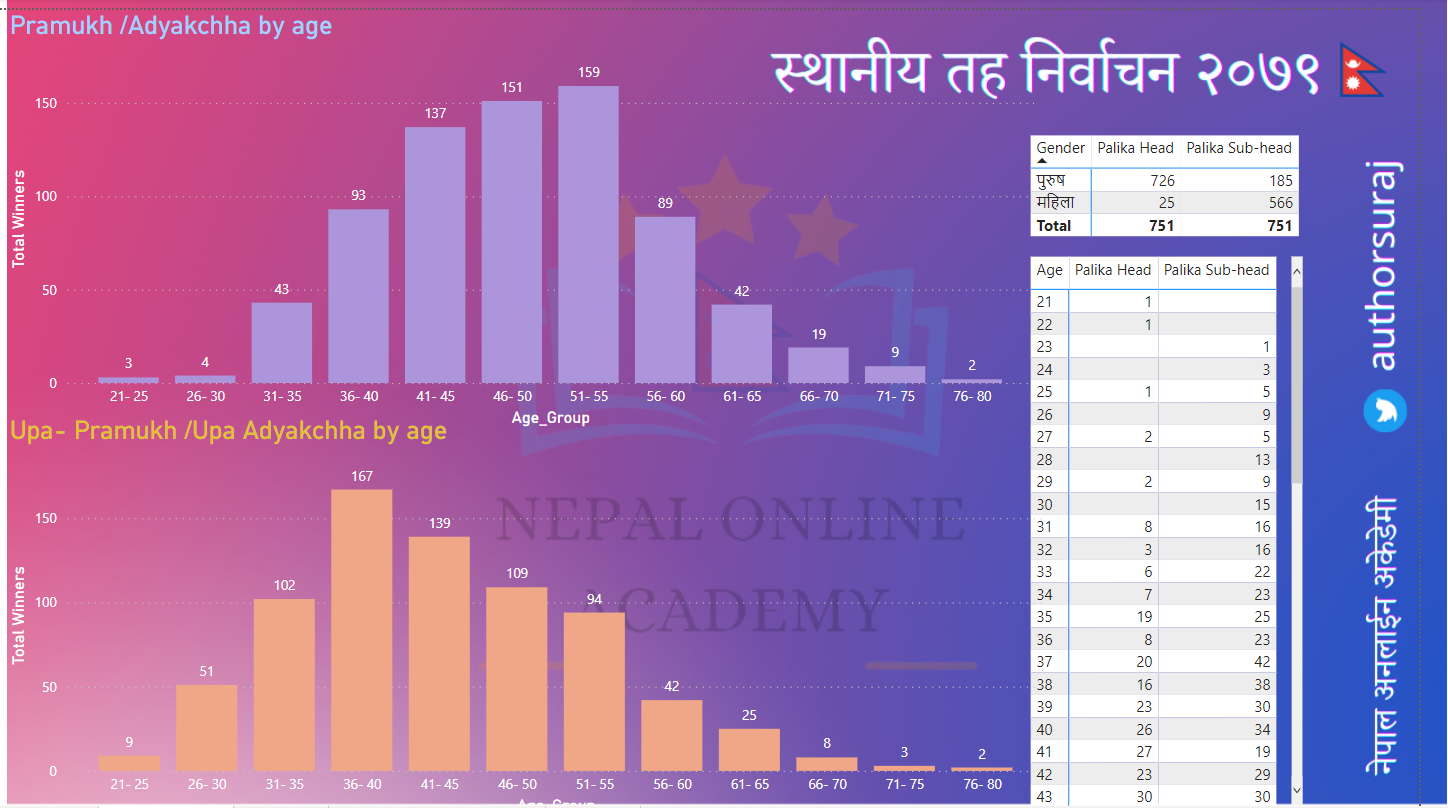 Pramukh /Adyakchha by age
स्थानीय तह निर्वाचन २०७९
Total Winners
150
100
50
0
3
4
43
93
137
151
159
89
42
19
9
2
21- 25
26- 30
31- 35
36- 40
41- 45
46- 50
51- 55
56- 60
61- 65
66- 70
71- 75
76- 80
Age_Group
Upa- Pramukh /Upa Adyakchha by age
Total Winners
150
100
50
0
9
51
102
167
139
109
94
42
25
8
3
2
21- 25
26- 30
31- 35
36- 40
41- 45
46- 50
51- 55
56- 60
61- 65
66- 70
71- 75
76- 80
Age_Group
NEPAL ONLINE
ACADEMY
Gender Palika Head Palika Sub-head
पुरुष 726 185
महिला 25 566
Total 751 751
Age Palika Head Palika Sub-head
21 1
22 1
23 1
24 3
25 1 5
26 9
27 2 5
28 13
29 2 9
30 15
31 8 16
32 3 16
33 6 22
34 7 23
35 19 25
36 8 23
37 20 42
38 16 38
39 23 30
40 26 34
41 27 19
42 23 29
43 30 30
authorsuraj
नेपाल अनलाईन अकेडेमी